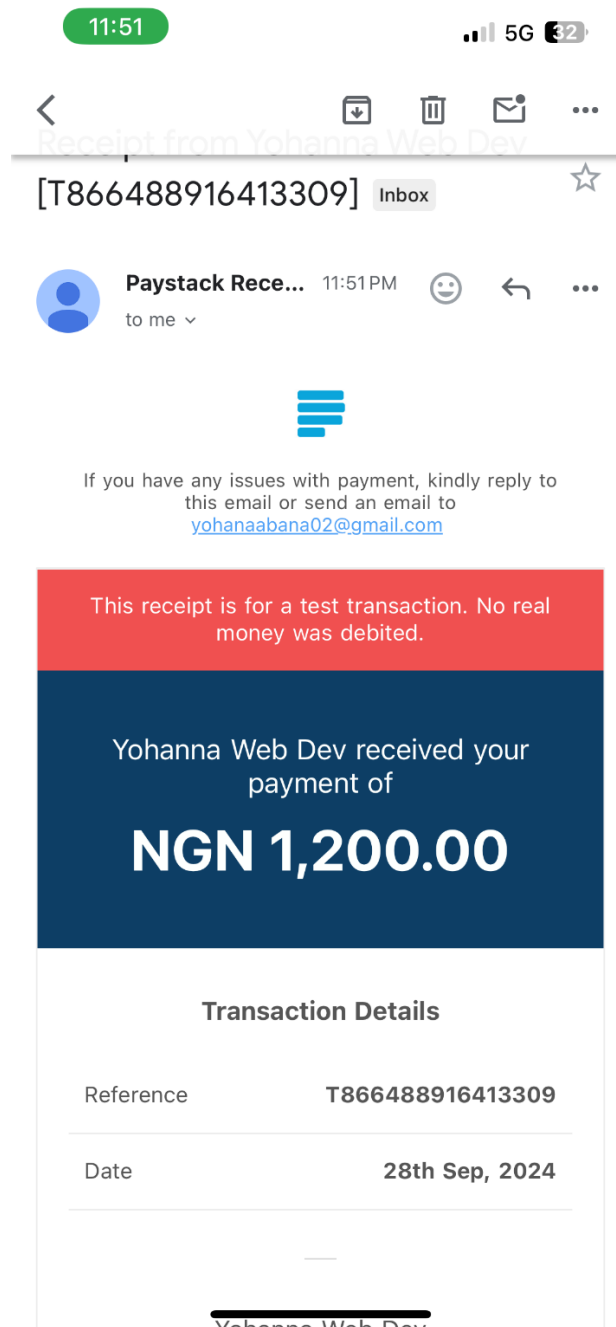 11:51
5G 32
Receipt from Yohanna Web Dev
[T866488916413309] Inbox
Paystack Rece... 11:51 PM
to me
If you have any issues with payment, kindly reply to
this email or send an email to
yohanaabana02@gmail.com
This receipt is for a test transaction. No real
money was debited.
Yohanna Web Dev received your
payment of
NGN 1,200.00
Transaction Details
Reference T866488916413309
Date 28th Sep, 2024
Yohanna Web Dev